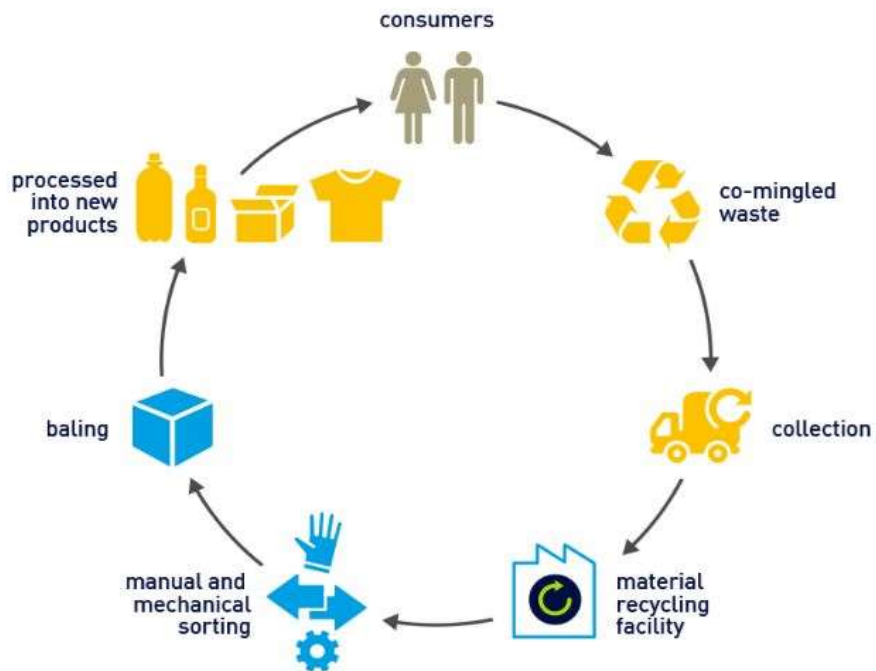 consumers
co-mingled
waste
collection
material
recycling
facility
manual and
mechanical
sorting
baling
processed
into new
products